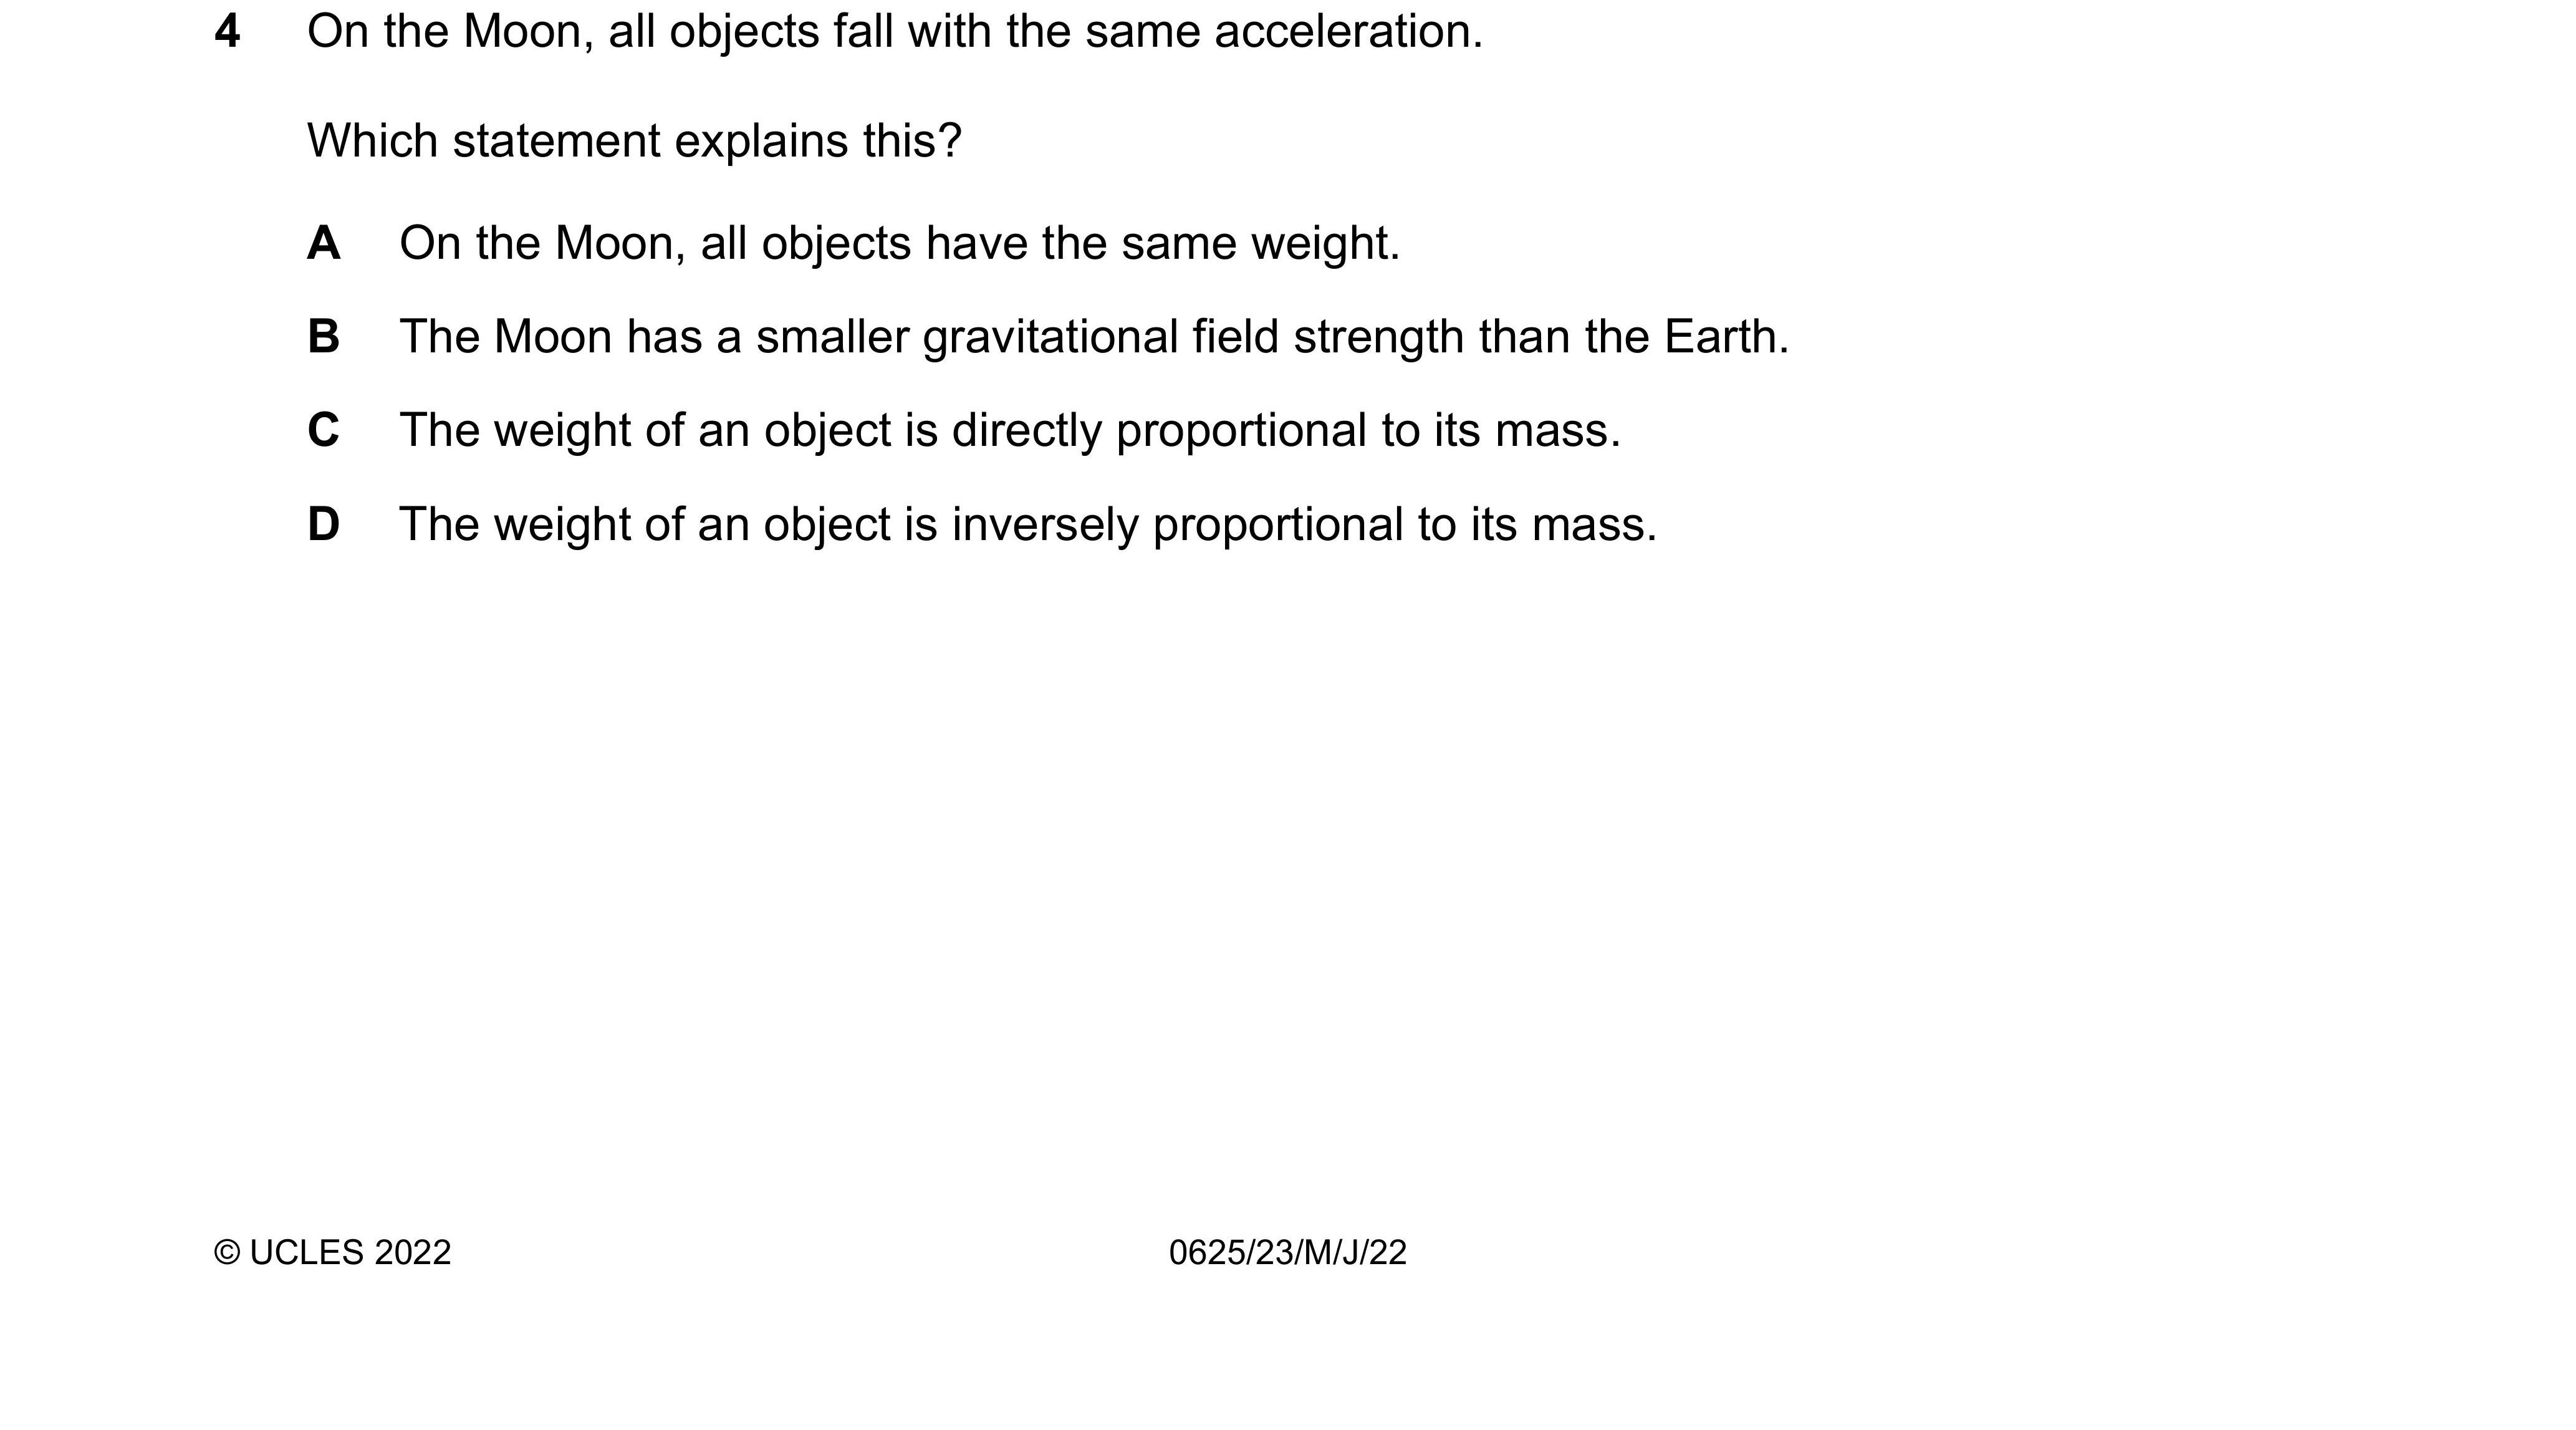 4 On the Moon, all objects fall with the same acceleration.
Which statement explains this?
A On the Moon, all objects have the same weight.
B The Moon has a smaller gravitational field strength than the Earth.
C The weight of an object is directly proportional to its mass.
D The weight of an object is inversely proportional to its mass.
© UCLES 2022 0625/23/M/J/22